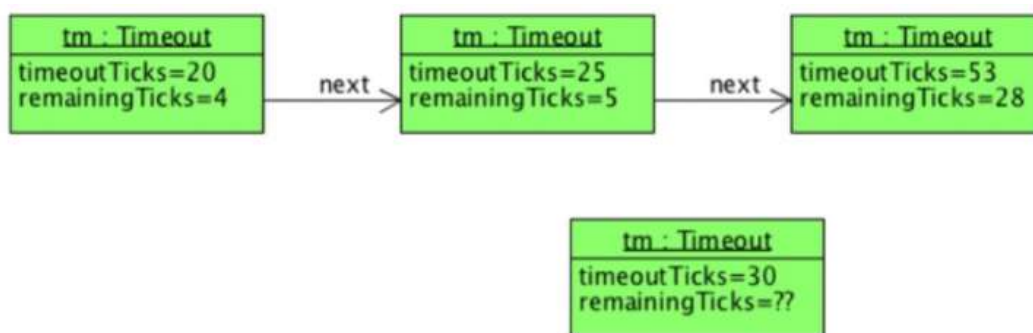 tm : Timeout
timeoutTicks=20
remainingTicks=4
next
tm : Timeout
timeoutTicks=25
remainingTicks=5
next
tm : Timeout
timeoutTicks=53
remainingTicks=28
tm : Timeout
timeoutTicks=30
remainingTicks=??